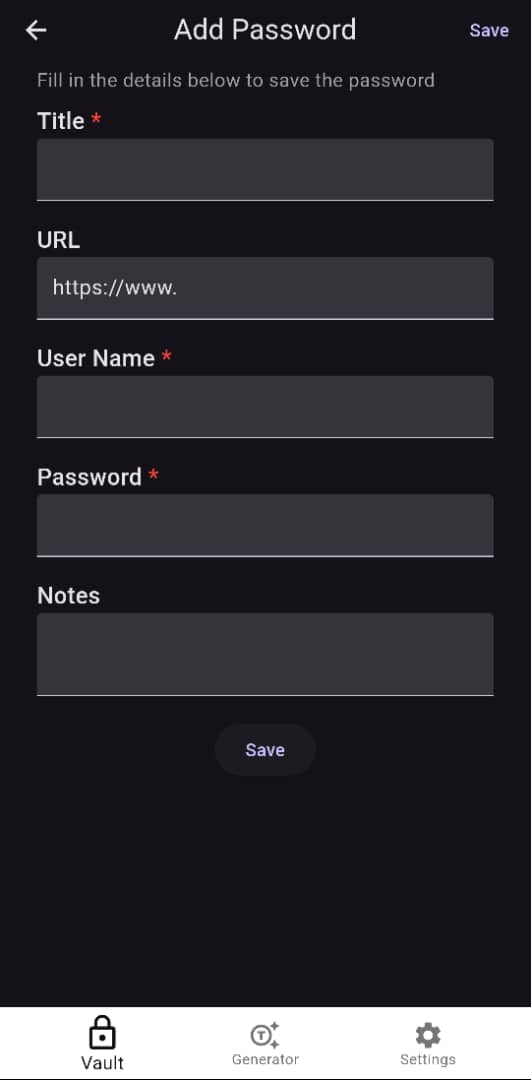 Add Password
Save
Fill in the details below to save the password
Title *
URL
https://www.
User Name *
Password *
Notes
Save
Vault
Generator
Settings